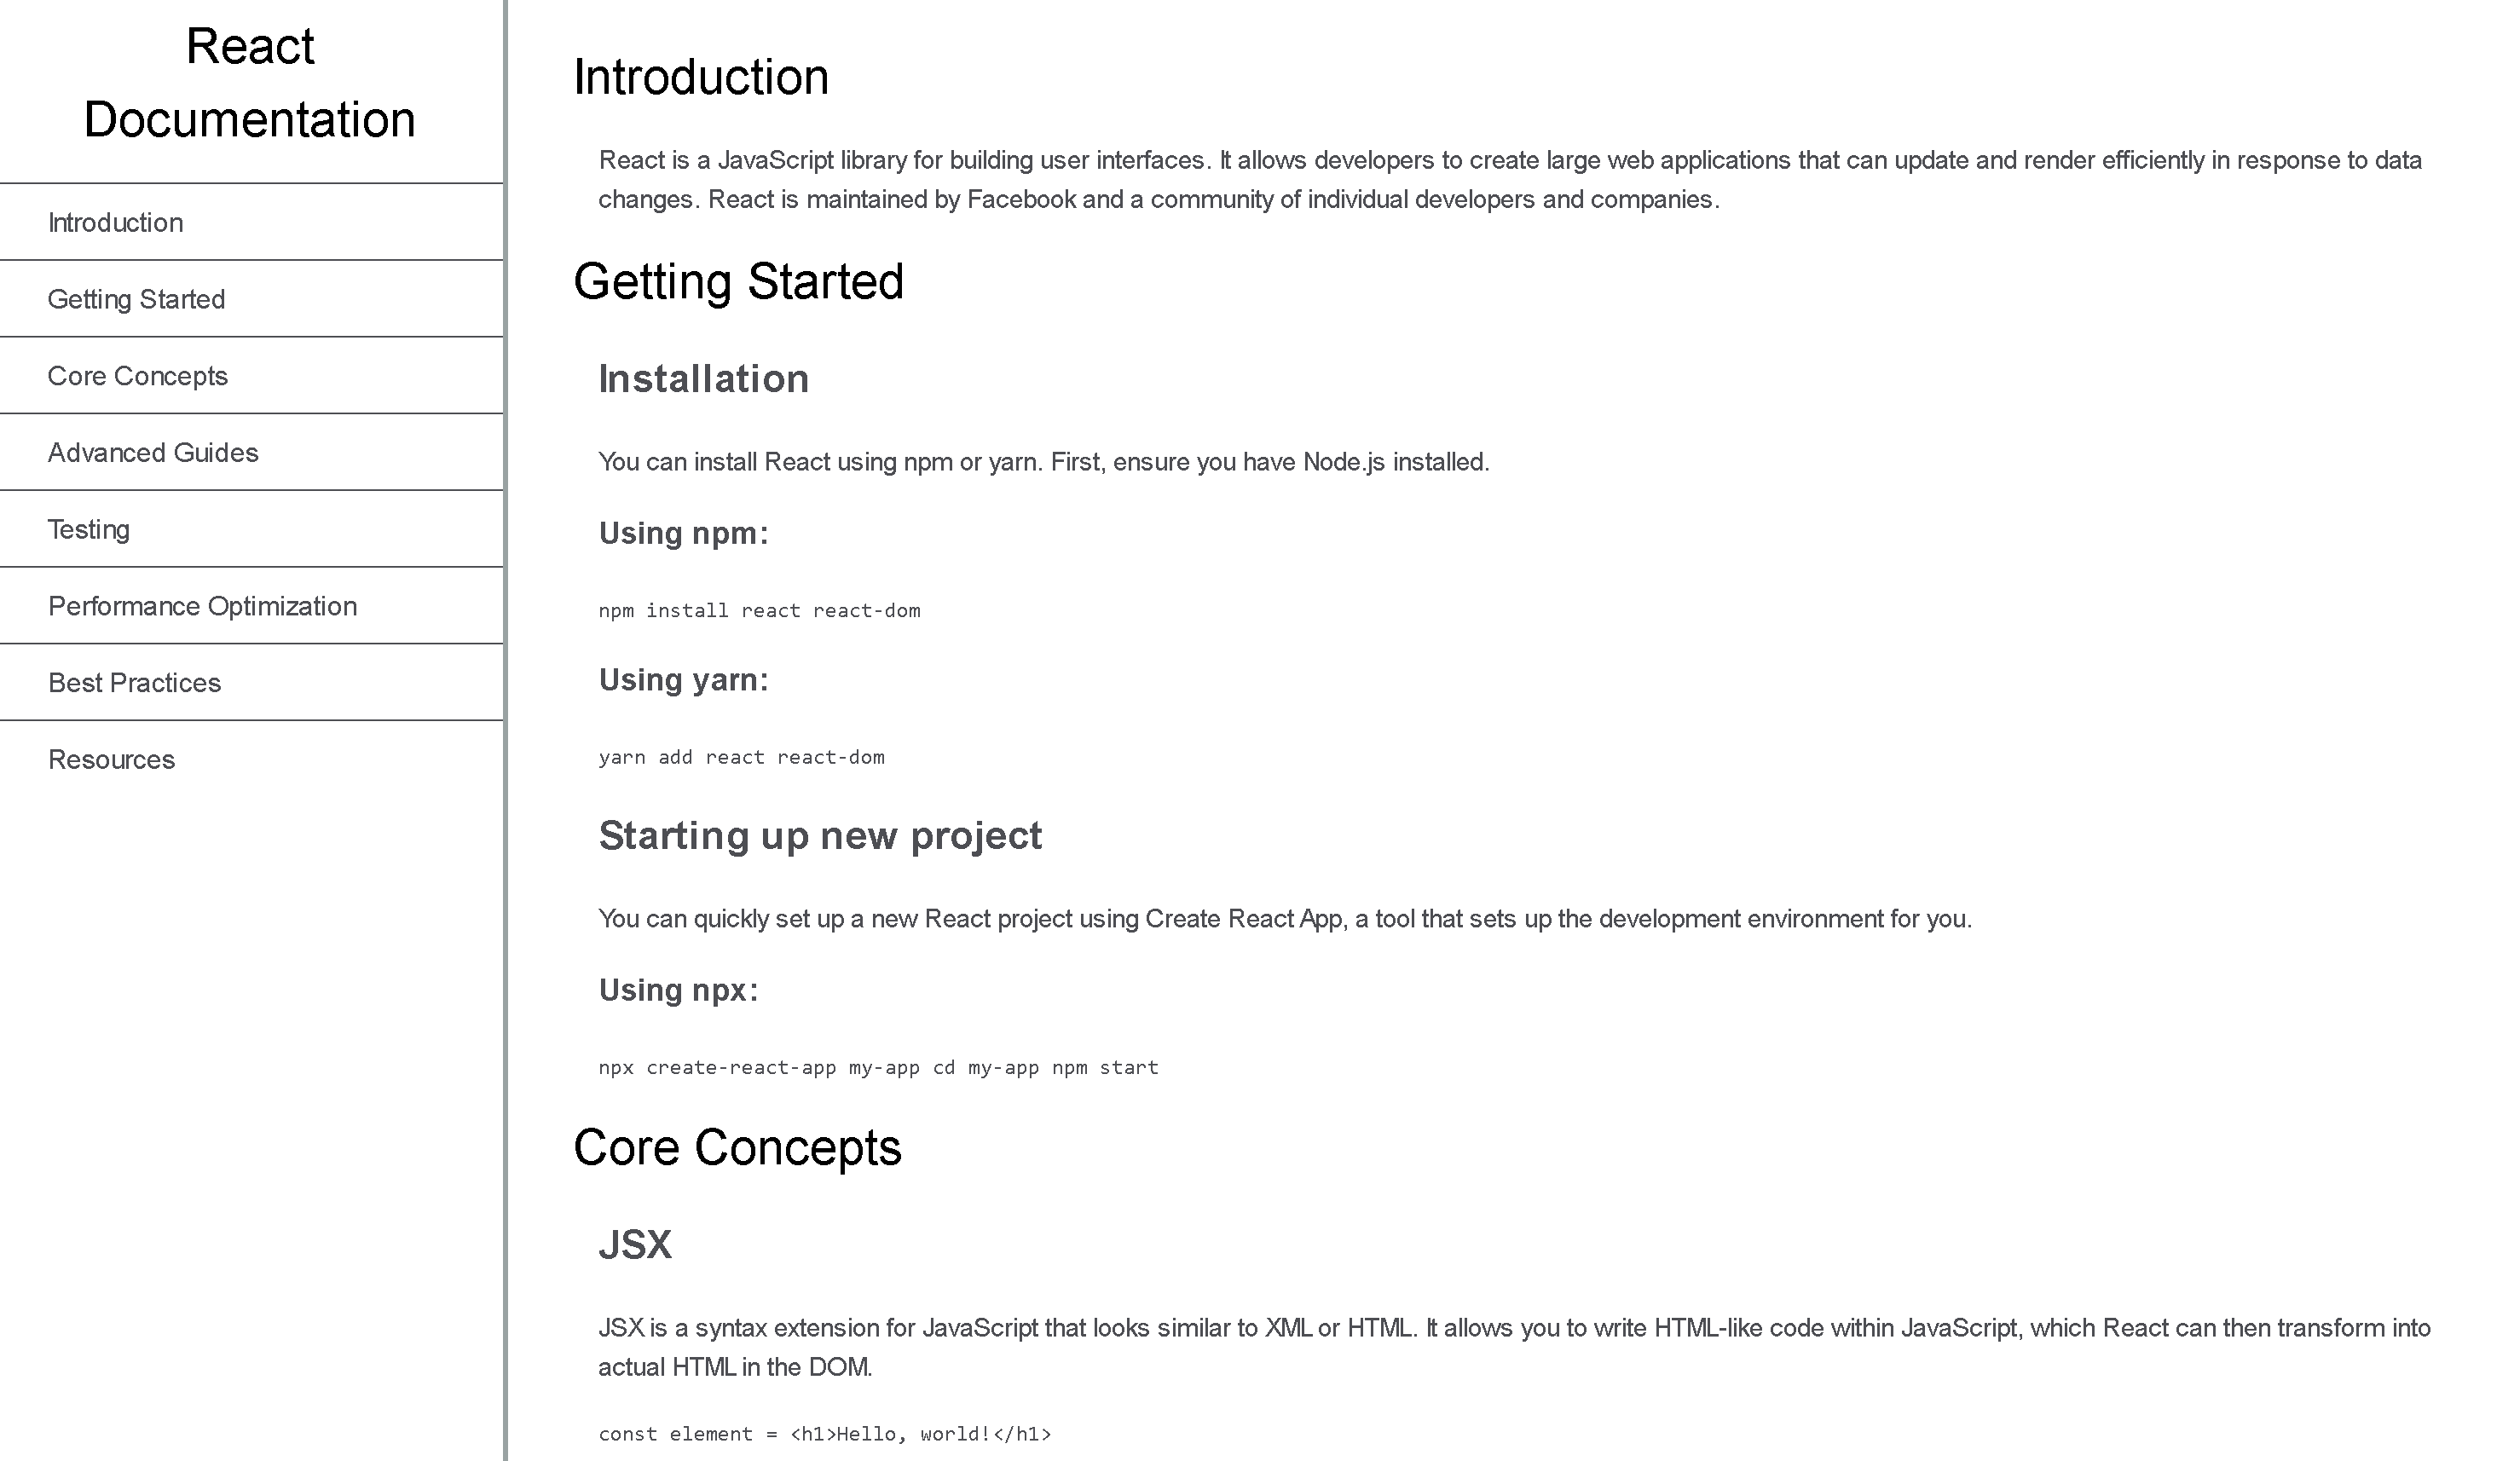 React
Documentation
Introduction
Getting Started
Core Concepts
Advanced Guides
Testing
Performance Optimization
Best Practices
Resources
Introduction
React is a JavaScript library for building user interfaces. It allows developers to create large web applications that can update and render efficiently in response to data
changes. React is maintained by Facebook and a community of individual developers and companies.
Getting Started
Installation
You can install React using npm or yarn. First, ensure you have Node.js installed.
Using npm:
npm install react react-dom
Using yarn:
yarn add react react-dom
Starting up new project
You can quickly set up a new React project using Create React App, a tool that sets up the development environment for you.
Using npx:
npx create-react-app my-app cd my-app npm start
Core Concepts
JSX
JSX is a syntax extension for JavaScript that looks similar to XML or HTML. It allows you to write HTML-like code within JavaScript, which React can then transform into
actual HTML in the DOM.
const element = <h1>Hello, world!</h1>